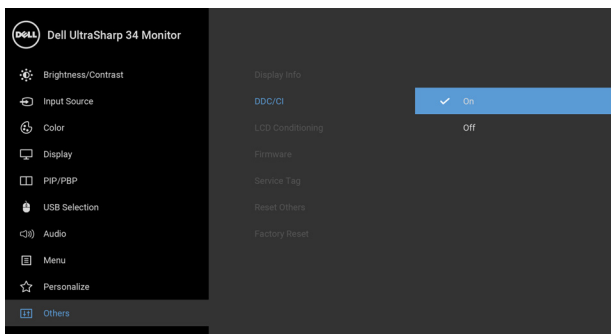 DELL Dell UltraSharp 34 Monitor
Brightness/Contrast
Input Source
Color
Display
PIP/PBP
USB Selection
Audio
Menu
Personalize
Others
Display Info
DDC/CI
LCD Conditioning
Firmware
Service Tag
Reset Others
Factory Reset
On
Off